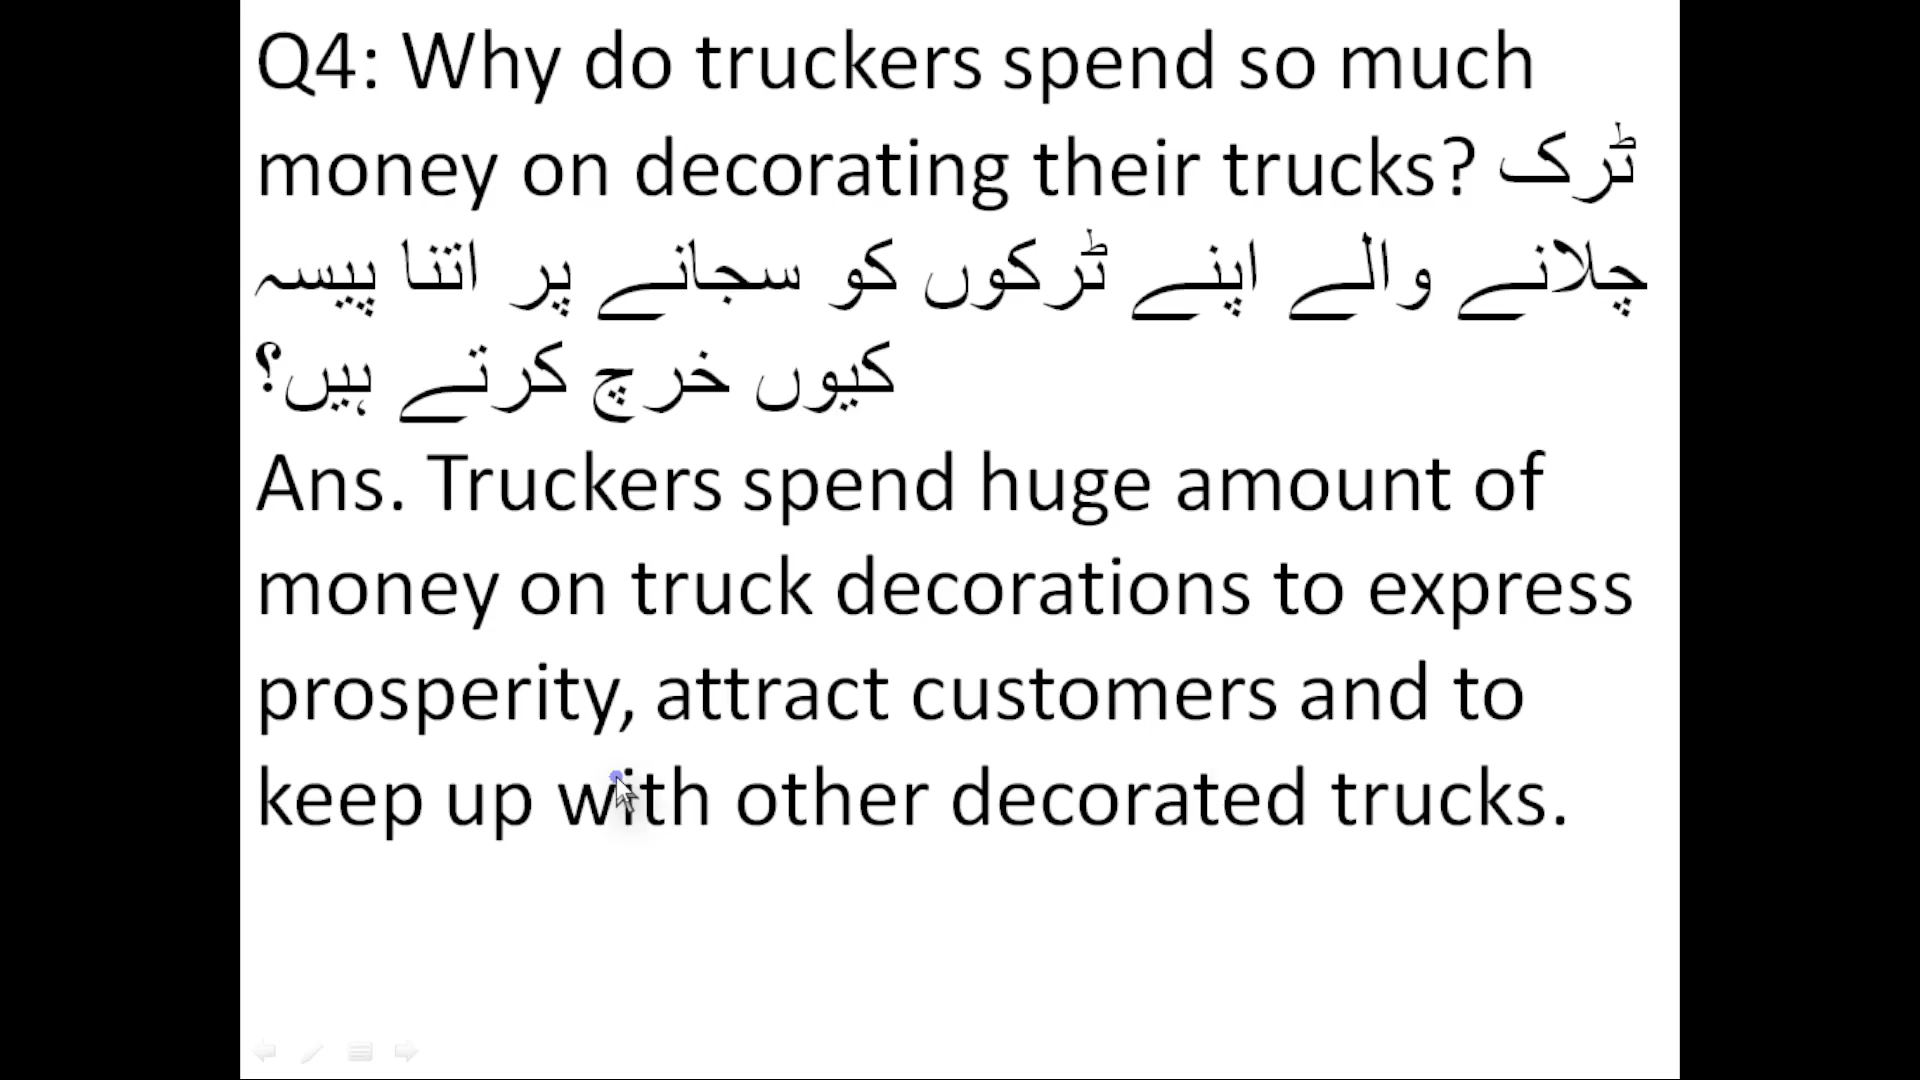 Q4: Why do truckers spend so much
money on decorating their trucks? ٹرک
چلانے والے اپنے ٹرکوں کو سجانے پر اتنا پیسہ
کیوں خرچ کرتے ہیں؟
Ans. Truckers spend huge amount of
money on truck decorations to express
prosperity, attract customers and to
keep up with other decorated trucks.